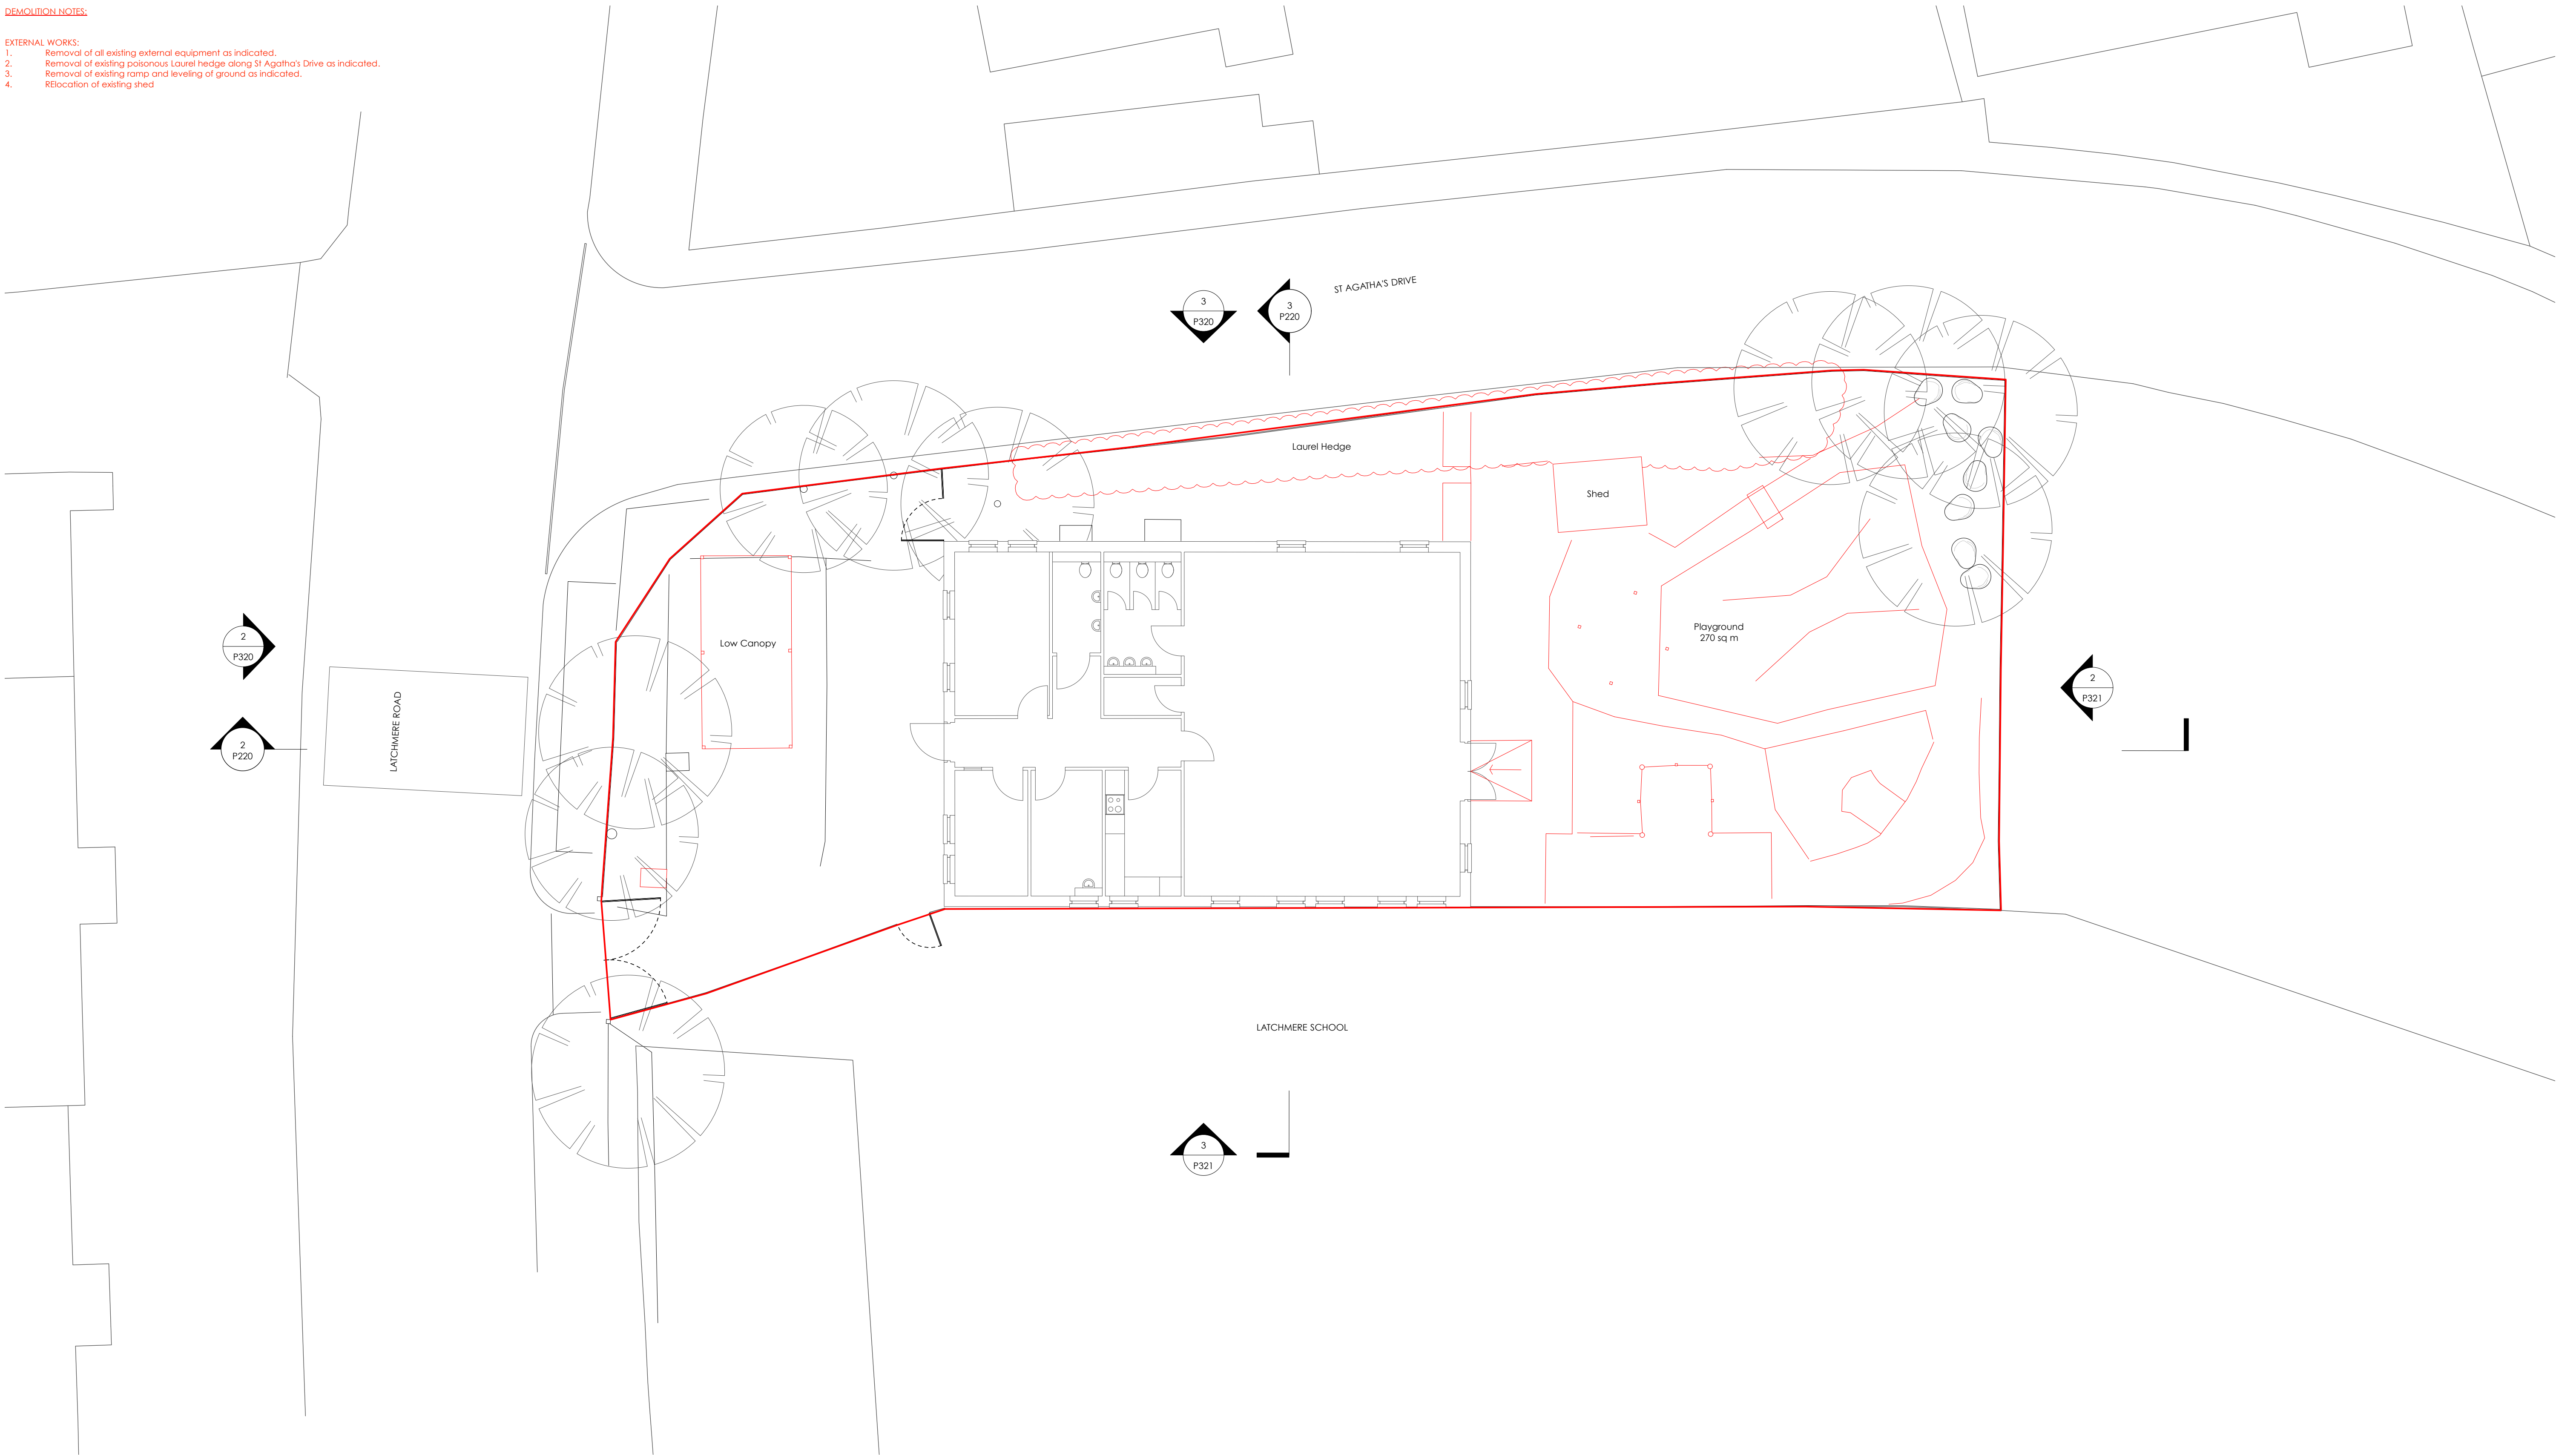 DEMOLITION NOTES:
EXTERNAL WORKS:
1. Removal of all existing external equipment as indicated.
2. Removal of existing poisonous Laurel hedge along St Agatha's Drive as indicated.
3. Removal of existing ramp and leveling of ground as indicated.
4. RElocation of existing shed
ST AGATHA'S DRIVE
3
P320
3
P220
Laurel Hedge
Shed
Low Canopy
Playground
270 sq m
2
P320
2
P220
LATCHMERE ROAD
2
P321
LATCHMERE SCHOOL
3
P321